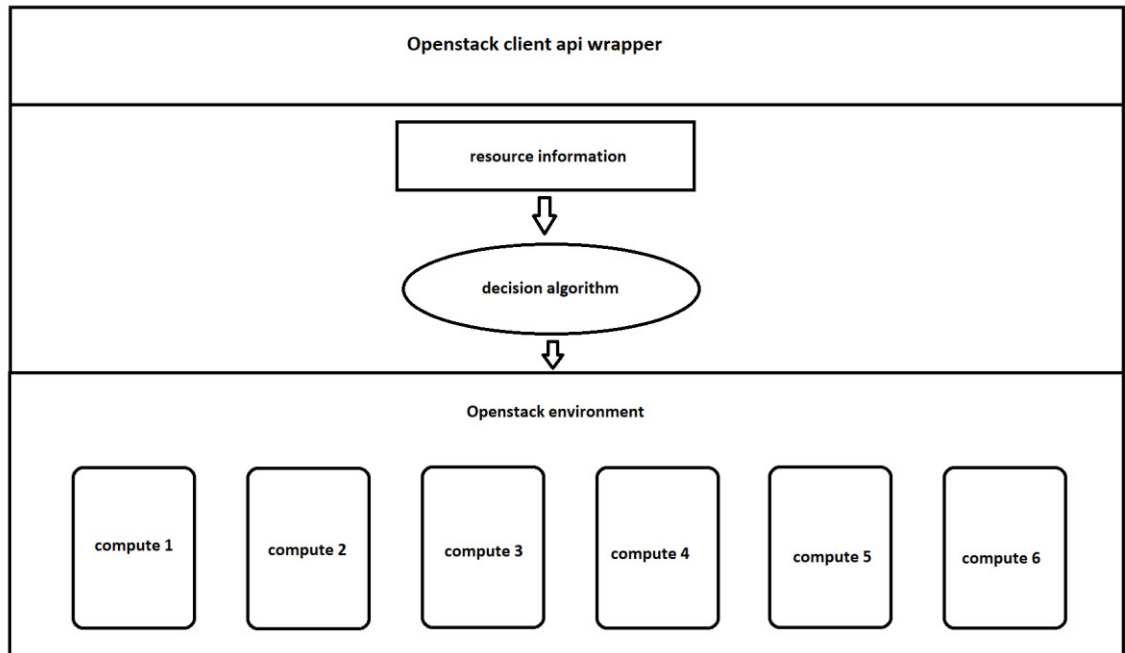 Openstack client api wrapper
resource information
decision algorithm
Openstack environment
compute 1
compute 2
compute 3
compute 4
compute 5
compute 6